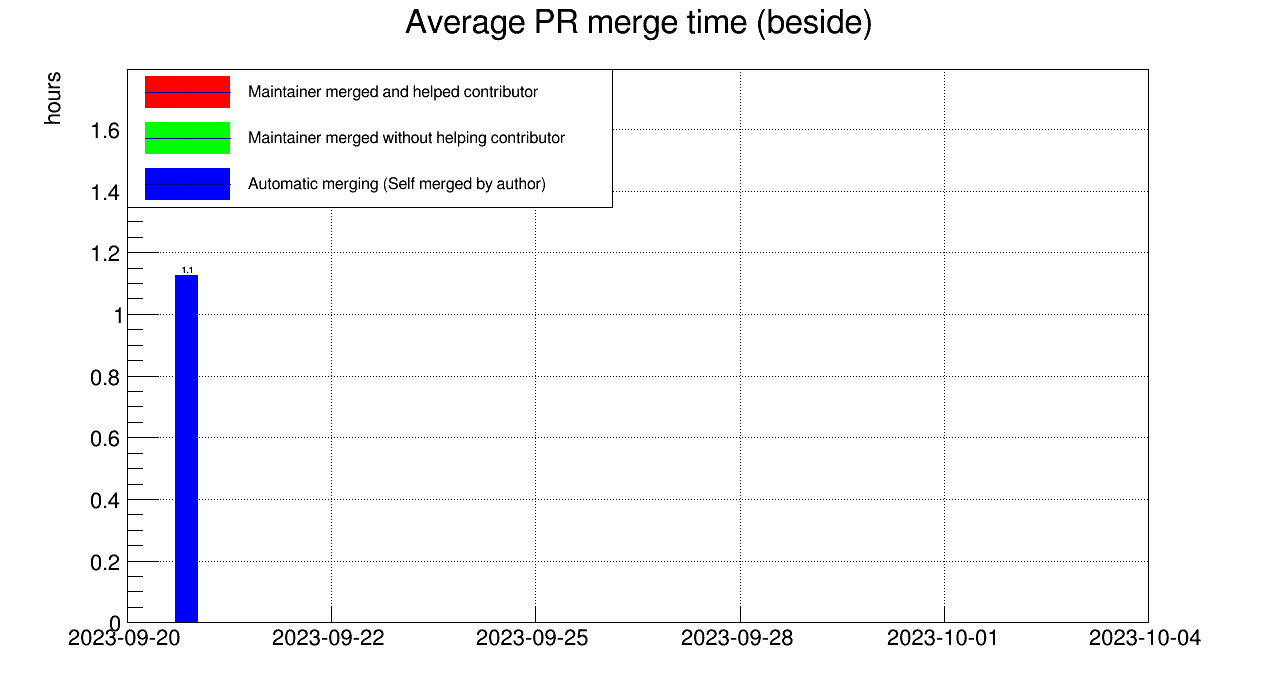 Average PR merge time (beside)
hours
Maintainer merged and helped contributor
Maintainer merged without helping contributor
Automatic merging (Self merged by author)
1.6
1.4
1.2
1.1
1
0.8
0.6
0.4
0.2
0
2023-09-20 2023-09-22 2023-09-25 2023-09-28 2023-10-01 2023-10-04